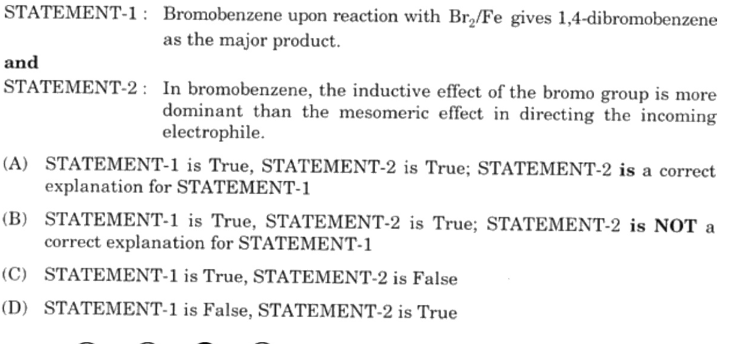 STATEMENT-1 : Bromobenzene upon reaction with Br₂/Fe gives 1,4-dibromobenzene
as the major product.
and
STATEMENT-2 : In bromobenzene, the inductive effect of the bromo group is more
dominant than the mesomeric effect in directing the incoming
electrophile.
(A) STATEMENT-1 is True, STATEMENT-2 is True; STATEMENT-2 is a correct
explanation for STATEMENT-1
(B) STATEMENT-1 is True, STATEMENT-2 is True; STATEMENT-2 is NOT a
correct explanation for STATEMENT-1
(C) STATEMENT-1 is True, STATEMENT-2 is False
(D) STATEMENT-1 is False, STATEMENT-2 is True